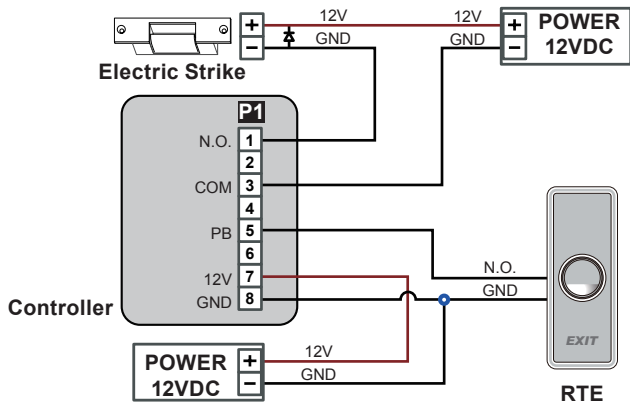 12V
12V
+
+
POWER
12VDC
GND
GND
−
−
Electric Strike
P1
N.O. 1
2
COM 3
4
PB 5
6
12V 7
GND 8
N.O.
GND
Controller
EXIT
12V
POWER
12VDC
+
GND
−
RTE